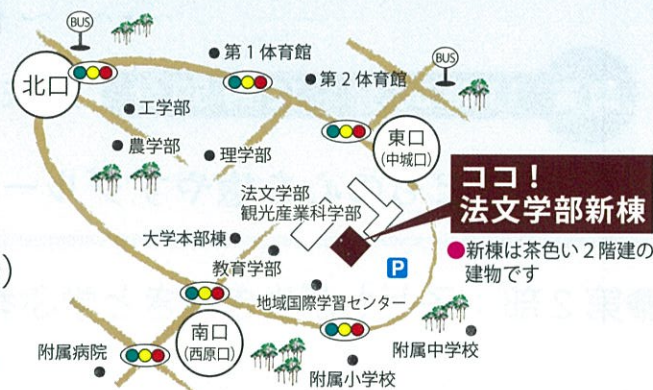 BUS
第1体育館
BUS
北口
第2体育館
工学部
東口
(中城口)
農学部
理学部
ココ！
法文学部新棟
法文学部
観光産業科学部
大学本部棟
●新棟は茶色い2階建の
建物です
教育学部
P
地域国際学習センター
南口
(西原口)
附属病院
附属中学校
附属小学校
)